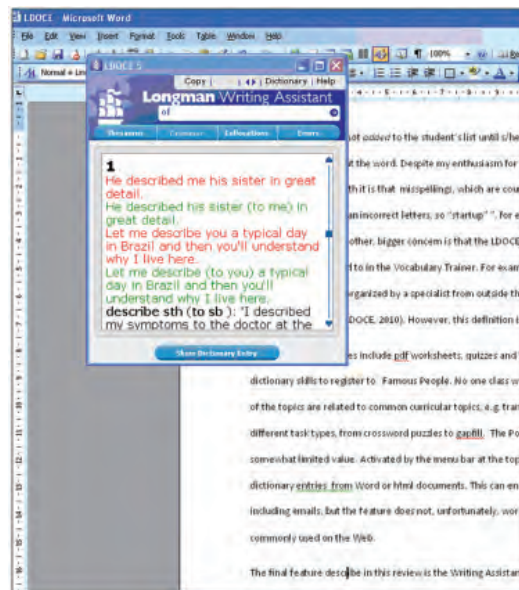 LDOCE - Microsoft Word
File Edit View Insert Format Tools Table Window Help
100%
LDOCE 5
Copy | | Dictionary | Help
Longman Writing Assistant
of
Thesaurus Grammar Collocations Errors
1
He described me his sister in great
detail.
He described his sister (to me) in
great detail.
Let me describe you a typical day
in Brazil and then you'll understand
why I live here.
Let me describe (to you) a typical
day in Brazil and then you'll
understand why I live here.
describe sth (to sb ): "I described
my symptoms to the doctor at the
Show Dictionary Entry
not added to the student's list until s/he
t the word. Despite my enthusiasm for
th it is that misspellings, which are cou
an incorrect letters, so "startup" ", for e
other, bigger concern is that the LDOCE
d to in the Vocabulary Trainer. For exam
organized by a specialist from outside th
DOCE, 2010). However, this definition i
es include pdf worksheets, quizzes and
dictionary skills to register to Famous People. No one class w
of the topics are related to common curricular topics, e.g. tran
different task types, from crossword puzzles to gapfill. The Po
somewhat limited value. Activated by the menu bar at the top
dictionary entries from Word or html documents. This can en
including emails, but the feature does not, unfortunately, wor
commonly used on the Web.
The final feature describe in this review is the Writing Assistan